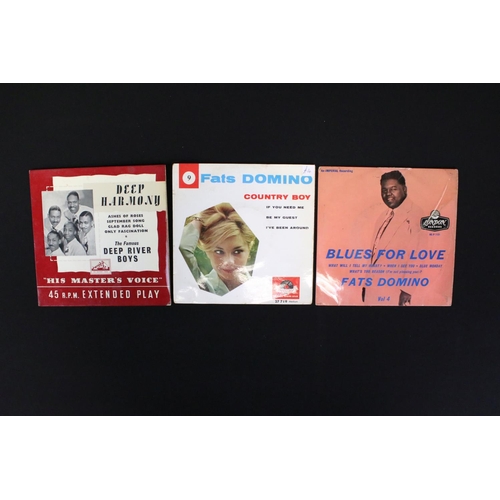 DEEP
HARMONY
ASHES OF ROSES
SEPTEMBER SONG
GLAD RAG DOLL
ONLY FASCINATION
The Famous
DEEP RIVER
BOYS
"HIS MASTER'S VOICE"
45 R.P.M. EXTENDED PLAY
9
Fats DOMINO
COUNTRY BOY
IF YOU NEED ME
BE MY GUEST
I'VE BEEN AROUND
LONDON
BLUES FOR LOVE
FATS DOMINO
Vol 4